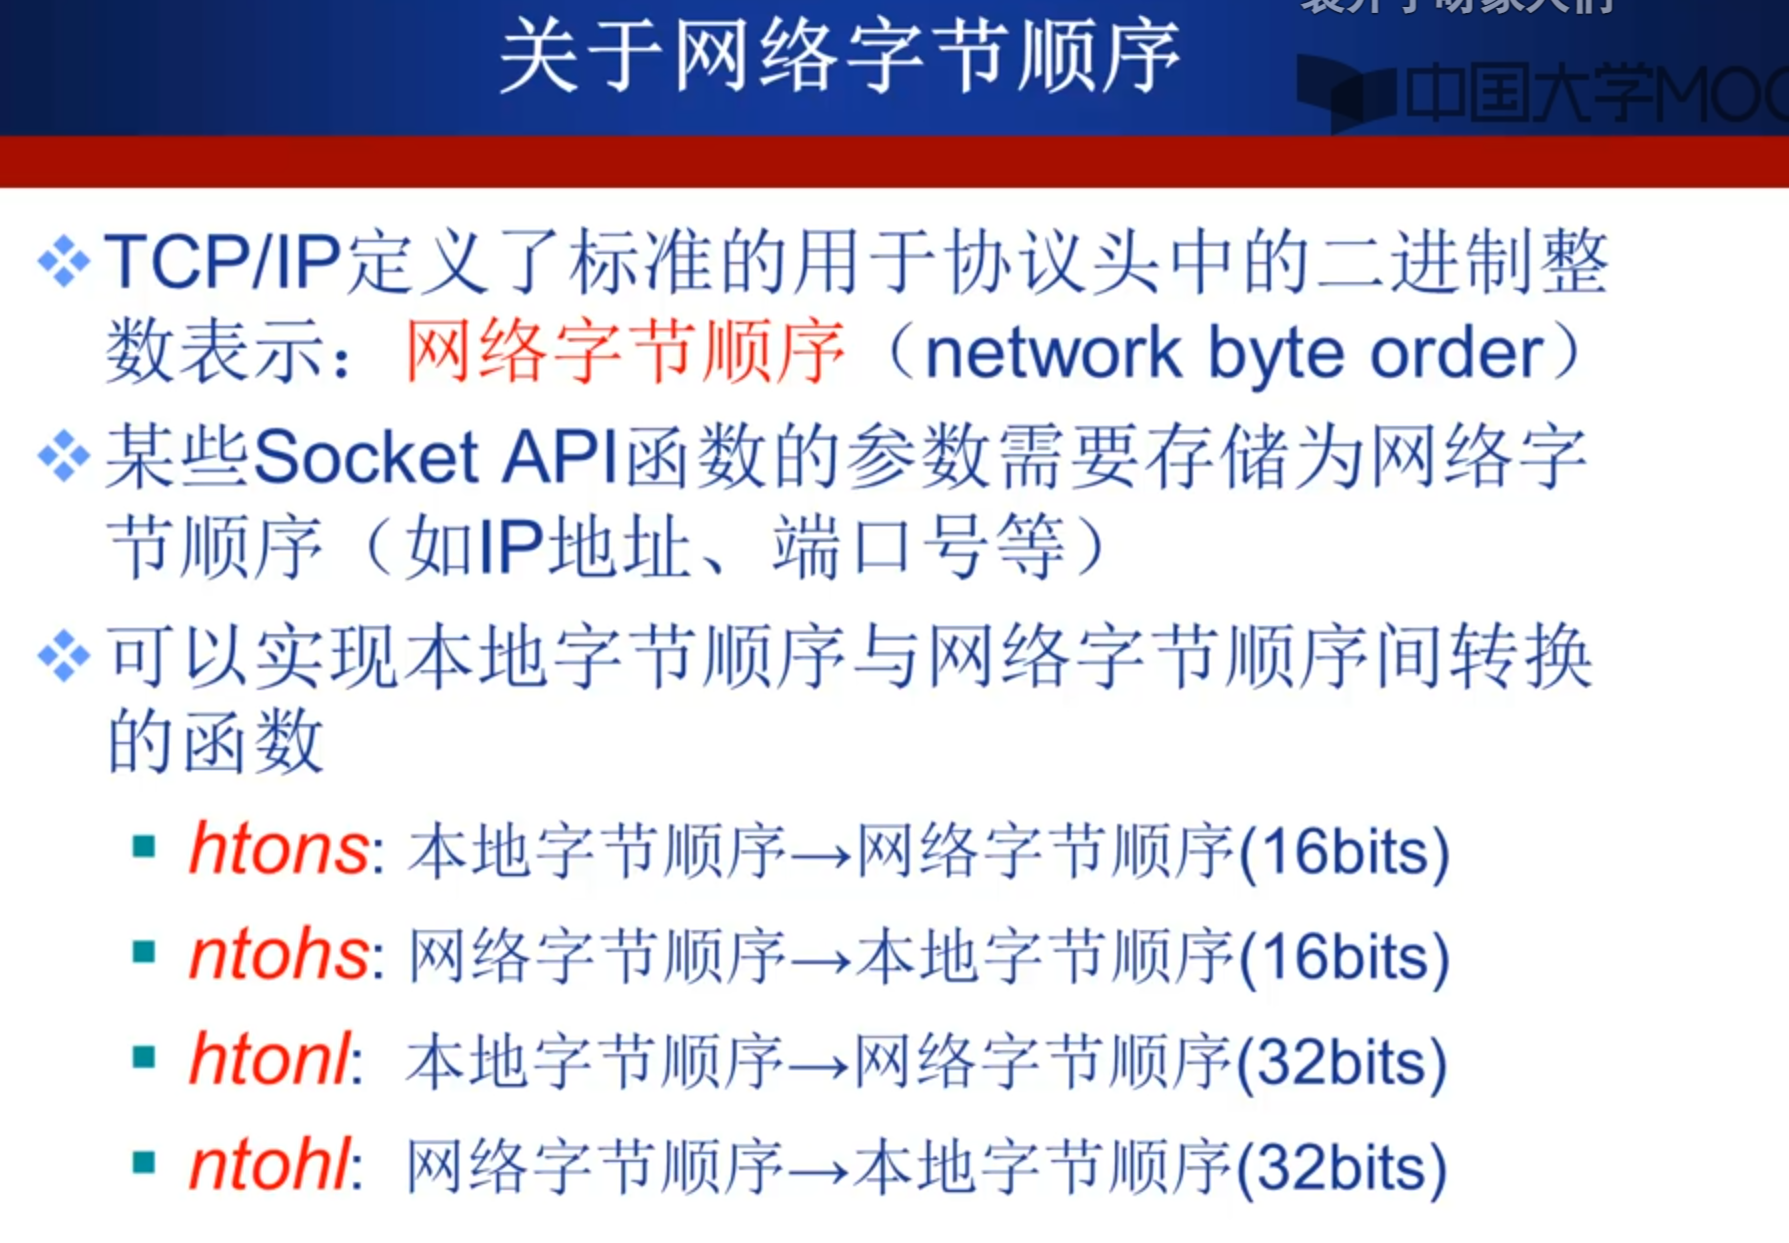 关于网络字节顺序
中国大学MOOC
TCP/IP定义了标准的用于协议头中的二进制整
数表示：网络字节顺序（network byte order）
某些Socket API函数的参数需要存储为网络字
节顺序（如IP地址、端口号等）
可以实现本地字节顺序与网络字节顺序间转换
的函数
htons: 本地字节顺序→网络字节顺序(16bits)
ntohs: 网络字节顺序→本地字节顺序(16bits)
htonl: 本地字节顺序→网络字节顺序(32bits)
ntohl: 网络字节顺序→本地字节顺序(32bits)